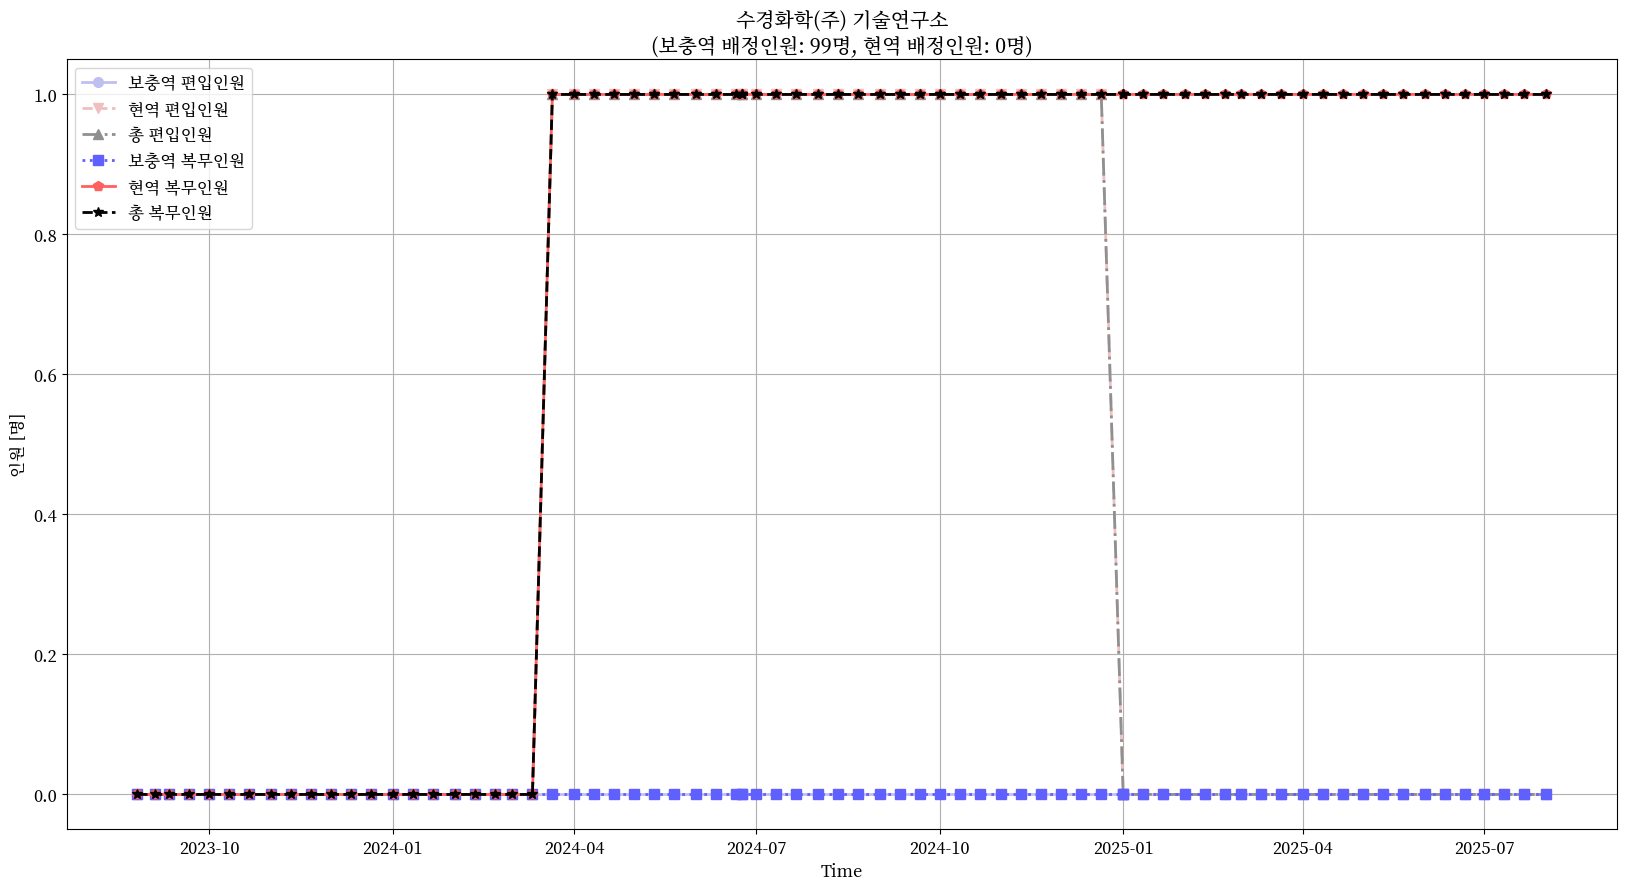 수경화학(주) 기술연구소
(보충역 배정인원: 99명, 현역 배정인원: 0명)
보충역 편입인원
현역 편입인원
총 편입인원
보충역 복무인원
현역 복무인원
총 복무인원
1.0
0.8
0.6
0.4
0.2
0.0
인원 [명]
2023-10
2024-01
2024-04
2024-07
2024-10
2025-01
2025-04
2025-07
Time